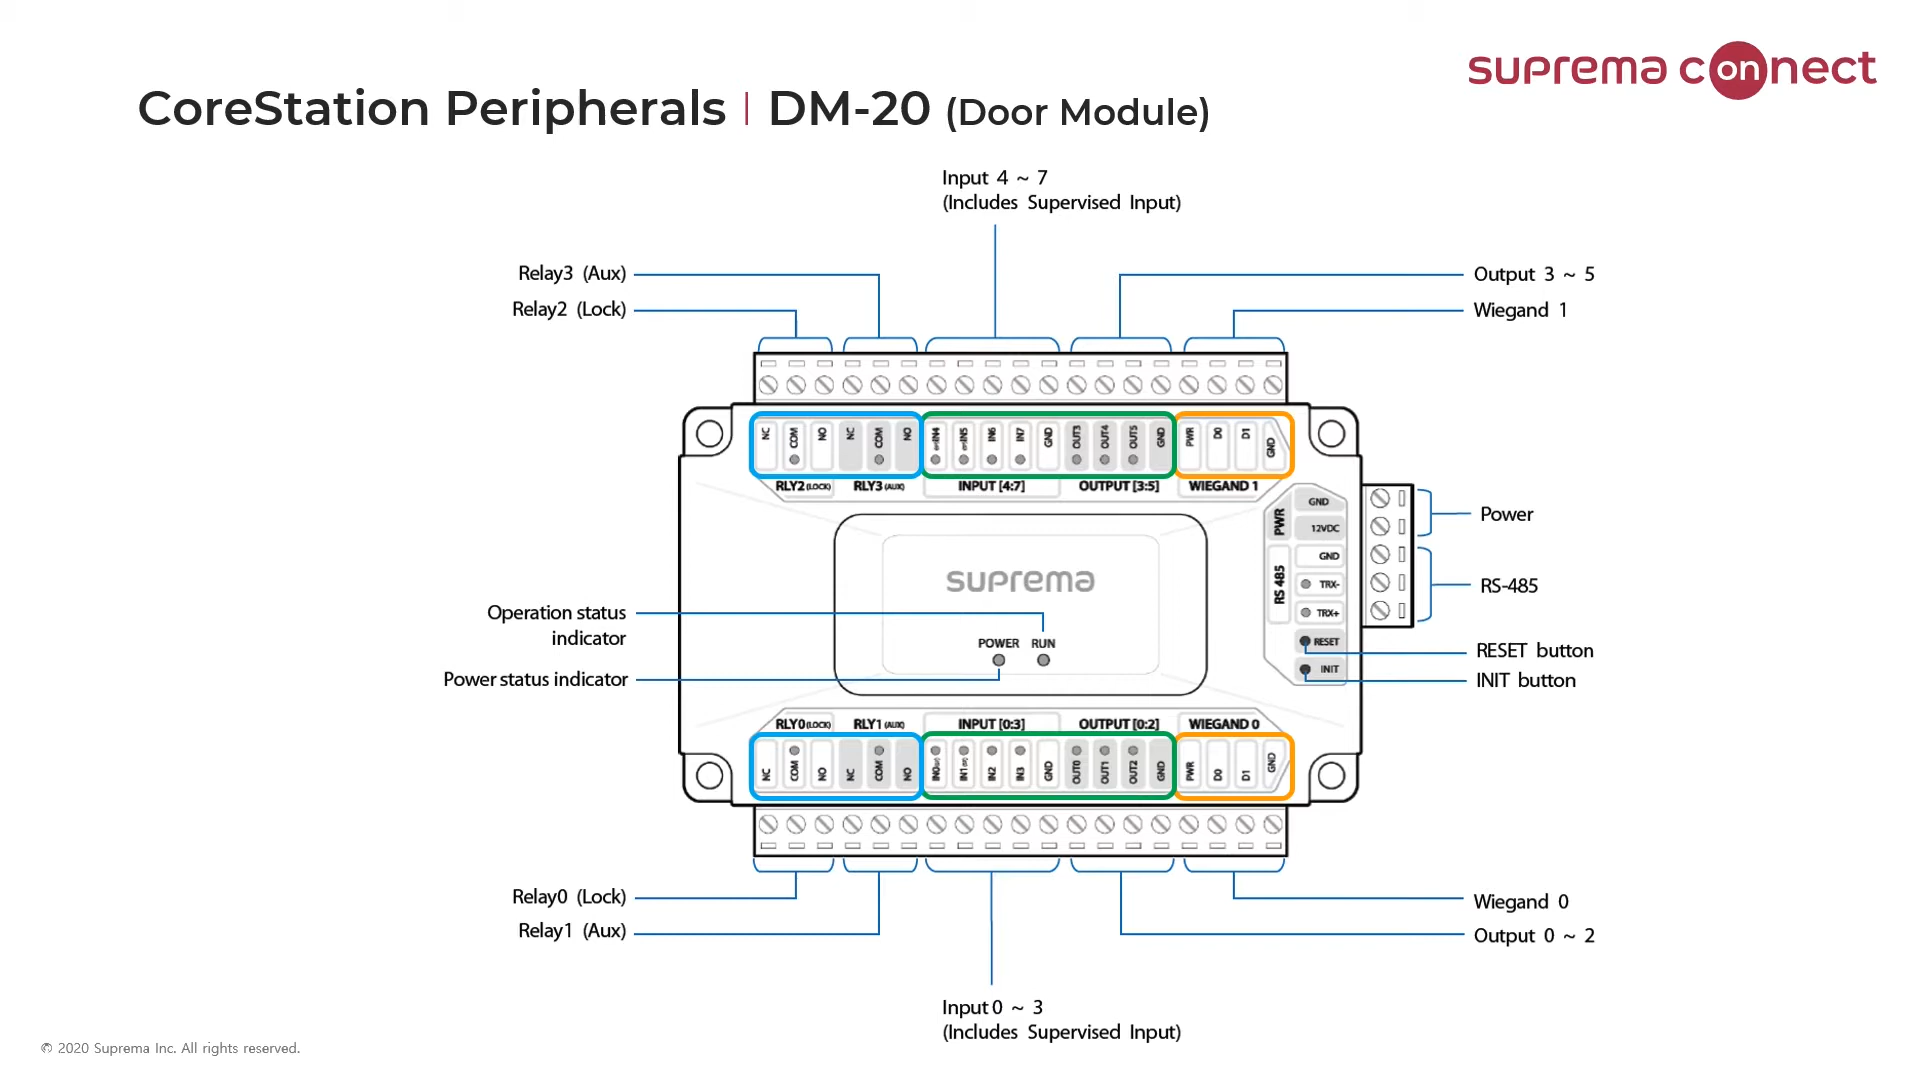 suprema connect
CoreStation Peripherals | DM-20 (Door Module)
Input 4 ~ 7
(Includes Supervised Input)
Relay3 (Aux)
Output 3 ~ 5
Relay2 (Lock)
Wiegand 1
NC COM NO NC COM NO IN4 IN5 IN6 IN7 GND OUT3 OUT4 OUT5 GND PWR D0 D1 GND
RLY2 (LOCK) RLY3 (AUX) INPUT [4:7] OUTPUT [3:5] WIEGAND 1
PWR
GND
12VDC
Power
RS 485
GND
TRX-
TRX+
RS-485
suprema
Operation status
indicator
POWER RUN
Power status indicator
RESET
RESET button
INIT
INIT button
RLY0 (LOCK) RLY1 (AUX) INPUT [0:3] OUTPUT [0:2] WIEGAND 0
NC COM NO NC COM NO IN0 IN1 IN2 IN3 GND OUT0 OUT1 OUT2 GND PWR D0 D1 GND
Relay0 (Lock)
Wiegand 0
Relay1 (Aux)
Output 0 ~ 2
Input 0 ~ 3
(Includes Supervised Input)
© 2020 Suprema Inc. All rights reserved.